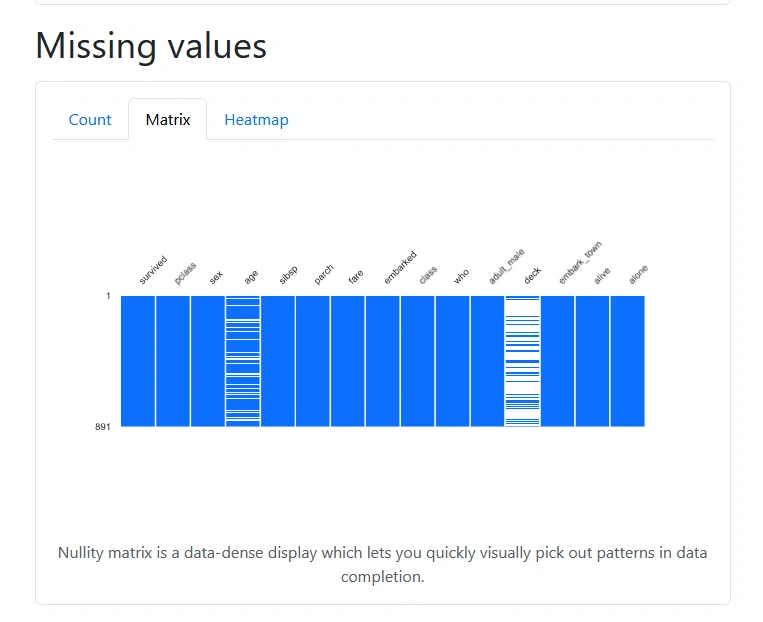 Missing values
Count Matrix Heatmap
survived pclass sex age sibsp parch fare embarked class who adult_male deck embark_town alive alone
1
891
Nullity matrix is a data-dense display which lets you quickly visually pick out patterns in data
completion.